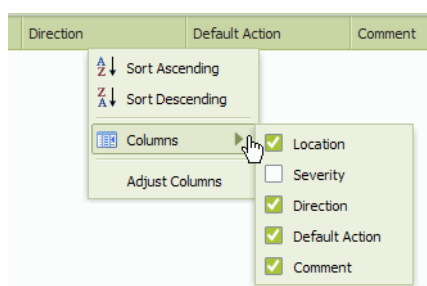 Direction Default Action Comment
A Z Sort Ascending
Z A Sort Descending
Columns
Adjust Columns
Location
Severity
Direction
Default Action
Comment